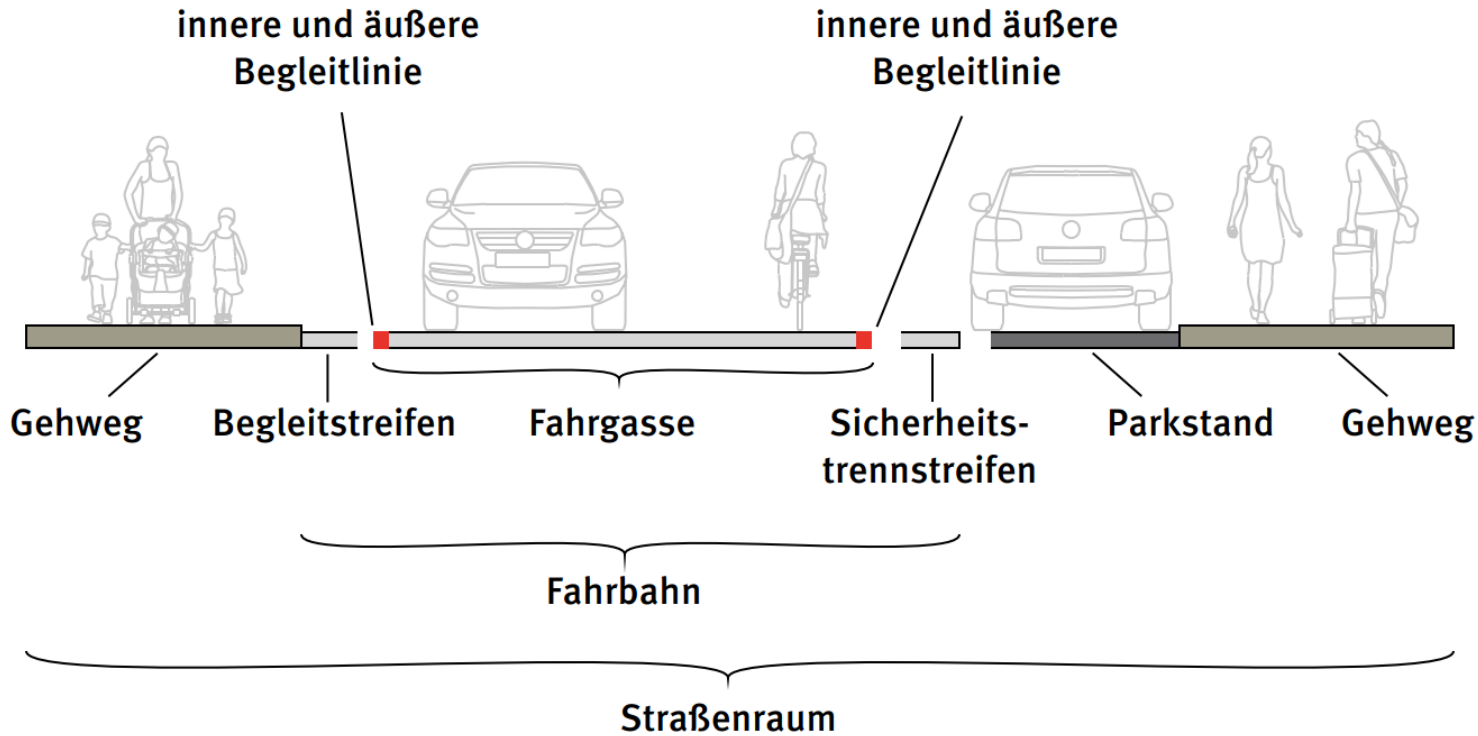 innere und äußere
Begleitlinie
innere und äußere
Begleitlinie
Gehweg
Begleitstreifen
Fahrgasse
Sicherheits-
trennstreifen
Parkstand
Gehweg
Fahrbahn
Straßenraum